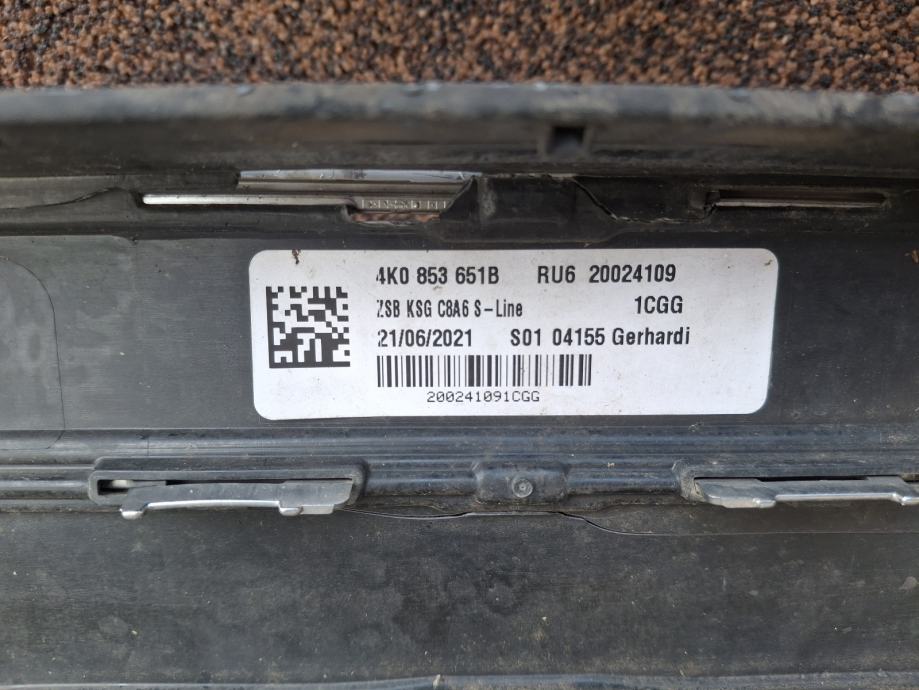 4K0 853 651B RU6 20024109
ZSB KSG C8A6 S-Line 1CGG
21/06/2021 S01 04155 Gerhardi
200241091CGG